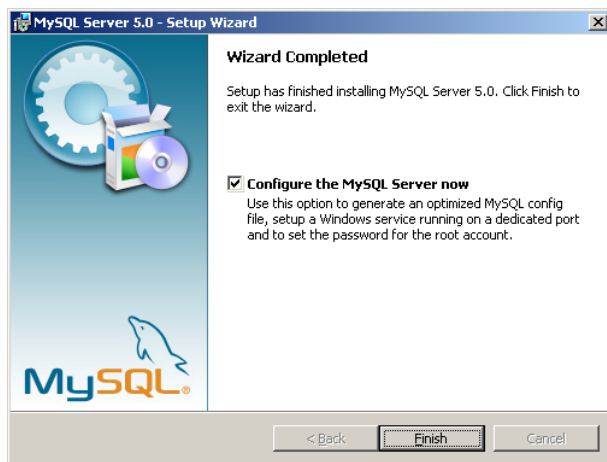 MySQL Server 5.0 - Setup Wizard
Wizard Completed
Setup has finished installing MySQL Server 5.0. Click Finish to
exit the wizard.
Configure the MySQL Server now
Use this option to generate an optimized MySQL config
file, setup a Windows service running on a dedicated port
and to set the password for the root account.
MySQL®
< Back
Finish
Cancel